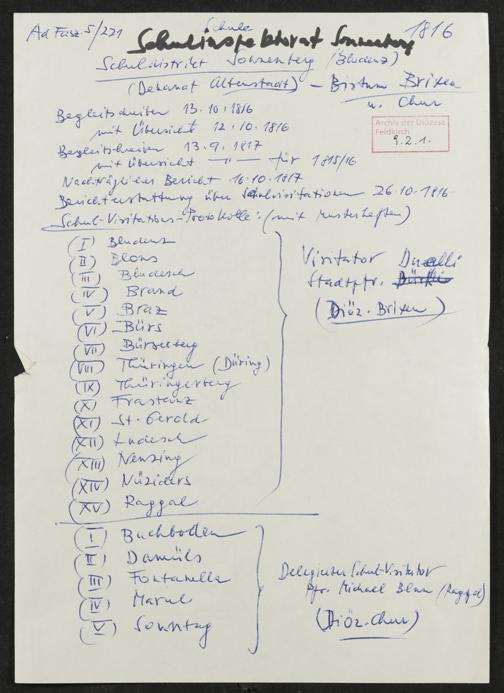 Ad Fasz. 5/221
Schule
1816
Schulinspektorat Sonnenberg
Schuldistrikt Sonnenberg (Bludenz)
(Dekanat Altenstadt) – Bistum Brixen
u. Chur
Archiv der Diözese
Feldkirch
9.2.1.
Begleitschreiben 13.10.1816
mit Übersicht 12.10.1816
Begleitschreiben 13.9.1817
mit Übersicht —"— für 1815/16
Nachträglicher Bericht 16.10.1817
Berichterstattung über Schulvisitationen 26.10.1816
Schul-Visitations-Protokolle: (mit Musterheften)
(I) Bludenz
(II) Blons
(III) Bludesch
(IV) Brand
(V) Braz
(VI) Bürs
(VII) Bürserberg
(VIII) Thüringen (Düring)
(IX) Thüringerberg
(X) Frastanz
(XI) St. Gerold
(XII) Ludesch
(XIII) Nenzing
(XIV) Nüziders
(XV) Raggal
Visitator
Stadtpfr.
(Diöz. Brixen)
(I) Buchboden
(II) Damüls
(III) Fontanella
(IV) Marul
(V) Sonntag
Delegierter Schul-Visitator
Pfr. Michael (Raggal)
(Diöz. Chur)